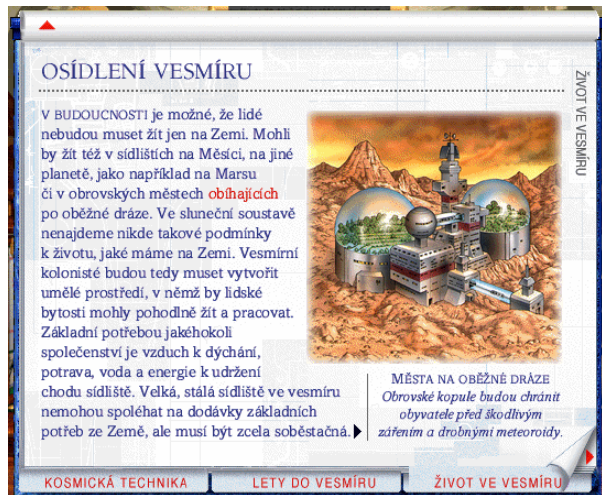 OSÍDLENÍ VESMÍRU
V BUDOUCNOSTI je možné, že lidé
nebudou muset žít jen na Zemi. Mohli
by žít též v sídlištích na Měsíci, na jiné
planetě, jako například na Marsu
či v obrovských městech obíhajících
po oběžné dráze. Ve sluneční soustavě
nenajdeme nikde takové podmínky
k životu, jaké máme na Zemi. Vesmírní
kolonisté budou tedy muset vytvořit
umělé prostředí, v němž by lidské
bytosti mohly pohodlně žít a pracovat.
Základní potřebou jakéhokoli
společenství je vzduch k dýchání,
potrava, voda a energie k udržení
chodu sídliště. Velká, stálá sídliště ve vesmíru
nemohou spoléhat na dodávky základních
potřeb ze Země, ale musí být zcela soběstačná.
MĚSTA NA OBĚŽNÉ DRÁZE
Obrovské kopule budou chránit
obyvatele před škodlivým
zářením a drobnými meteoroidy.
ŽIVOT VE VESMÍRU
KOSMICKÁ TECHNIKA
LETY DO VESMÍRU
ŽIVOT VE VESMÍRU